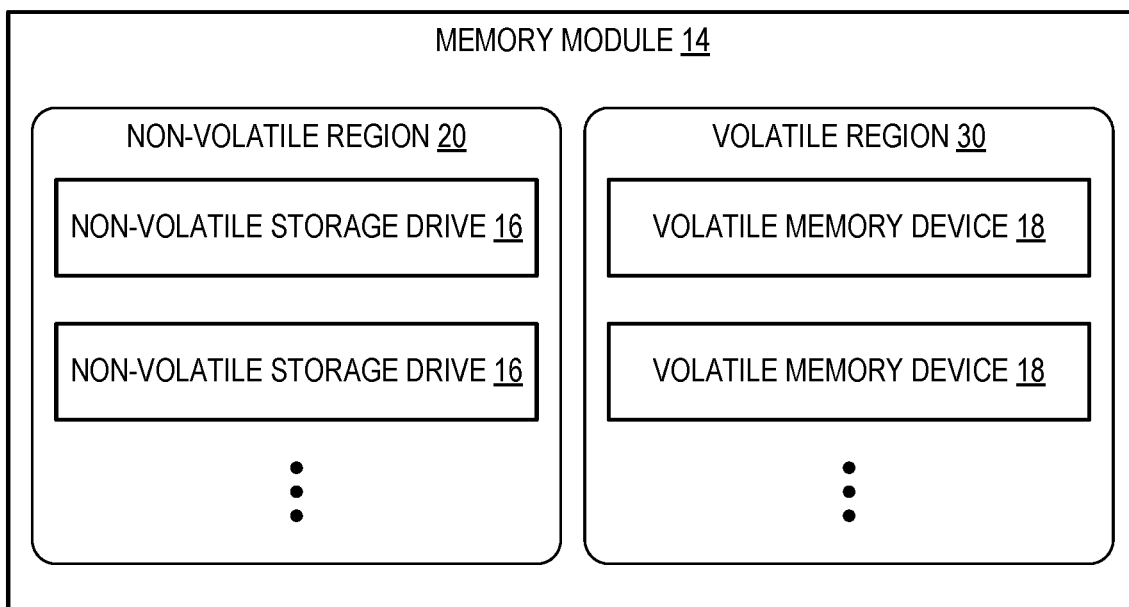 MEMORY MODULE 14
NON-VOLATILE REGION 20
NON-VOLATILE STORAGE DRIVE 16
NON-VOLATILE STORAGE DRIVE 16
VOLATILE REGION 30
VOLATILE MEMORY DEVICE 18
VOLATILE MEMORY DEVICE 18